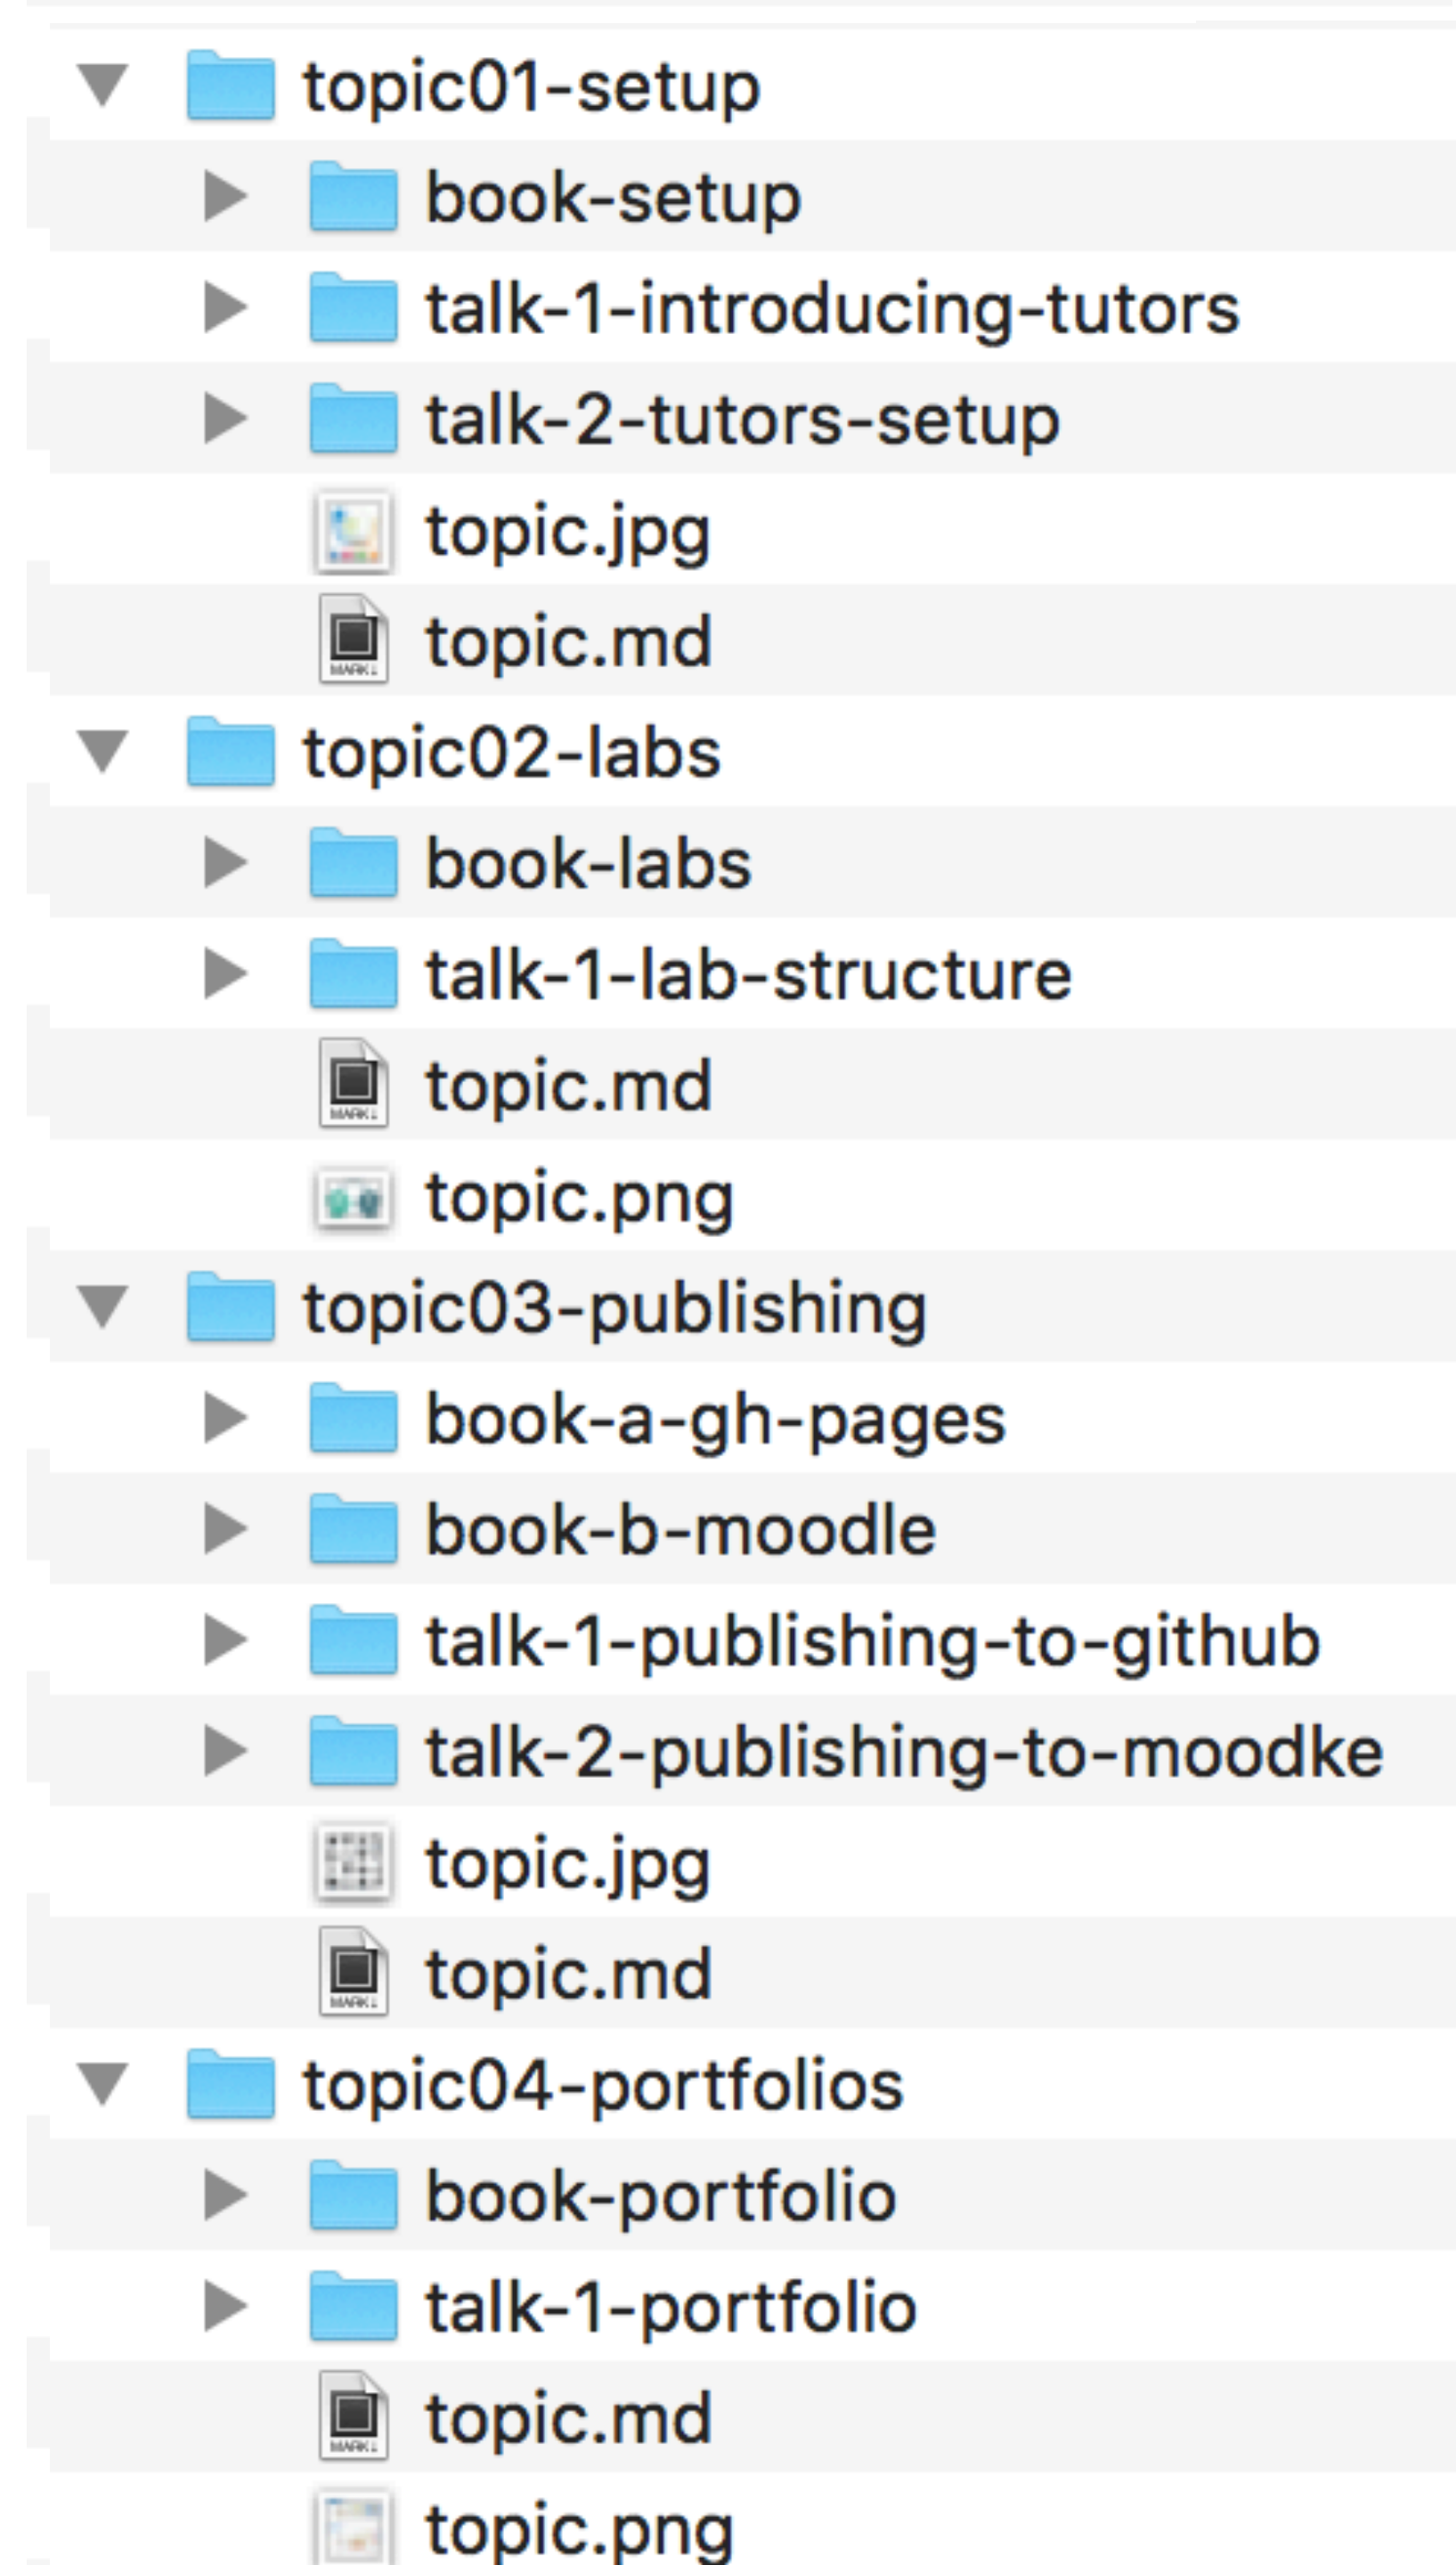 topic01-setup
book-setup
talk-1-introducing-tutors
talk-2-tutors-setup
topic.jpg
topic.md
topic02-labs
book-labs
talk-1-lab-structure
topic.md
topic.png
topic03-publishing
book-a-gh-pages
book-b-moodle
talk-1-publishing-to-github
talk-2-publishing-to-moodke
topic.jpg
topic.md
topic04-portfolios
book-portfolio
talk-1-portfolio
topic.md
topic.png